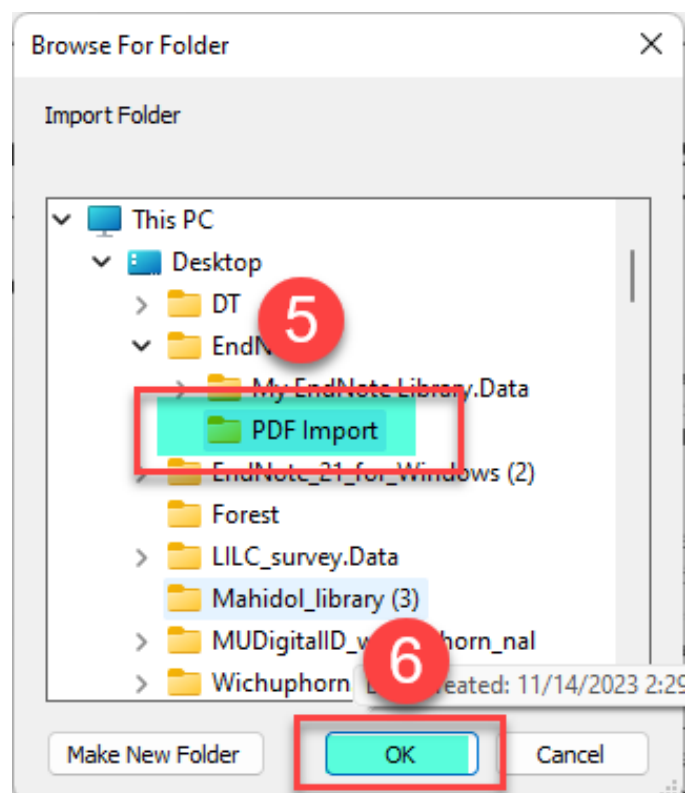 Browse For Folder
Import Folder
This PC
Desktop
DT
5
EndN
My EndNote Library.Data
PDF Import
EndNote_21_for_Windows (2)
Forest
LILC_survey.Data
Mahidol_library (3)
MUDigitalID_w horn_nal
6
Wichuphorn eated: 11/14/2023 2:29
Make New Folder OK Cancel